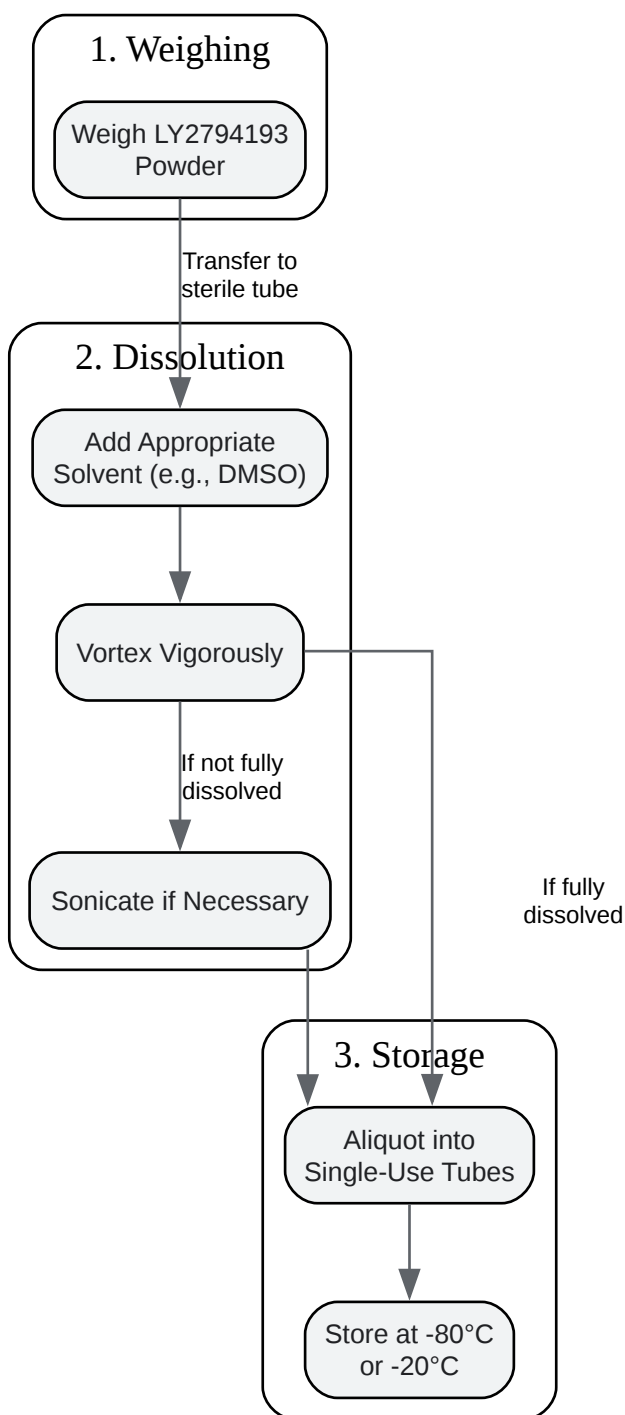 1. Weighing
Weigh LY2794193
Powder
Transfer to
sterile tube
2. Dissolution
Add Appropriate
Solvent (e.g., DMSO)
Vortex Vigorously
If not fully
dissolved
Sonicate if Necessary
If fully
dissolved
3. Storage
Aliquot into
Single-Use Tubes
Store at -80°C
or -20°C